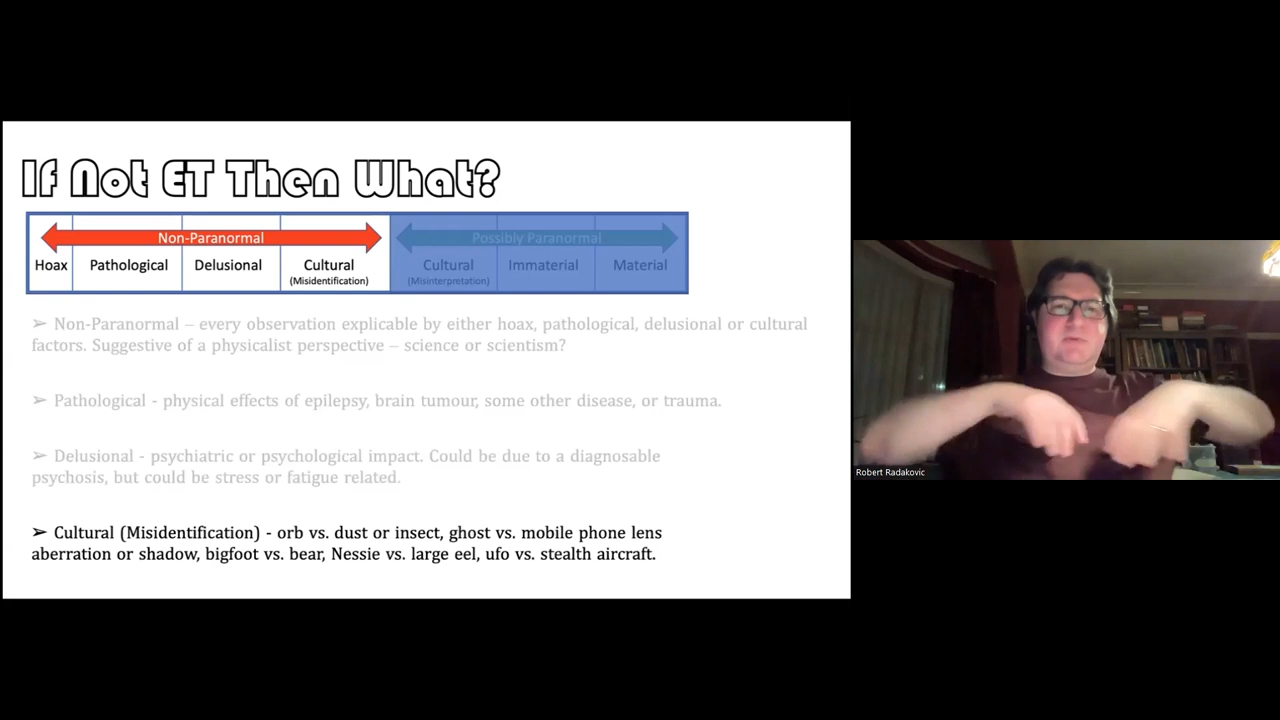 If Not ET Then What?
Non-Paranormal Possibly Paranormal
Hoax Pathological Delusional Cultural Cultural Immaterial Material
(Misidentification) (Misinterpretation)
➢ Non-Paranormal – every observation explicable by either hoax, pathological, delusional or cultural
factors. Suggestive of a physicalist perspective – science or scientism?
➢ Pathological - physical effects of epilepsy, brain tumour, some other disease, or trauma.
➢ Delusional - psychiatric or psychological impact. Could be due to a diagnosable
psychosis, but could be stress or fatigue related.
➢ Cultural (Misidentification) - orb vs. dust or insect, ghost vs. mobile phone lens
aberration or shadow, bigfoot vs. bear, Nessie vs. large eel, ufo vs. stealth aircraft.
Robert Radakovic